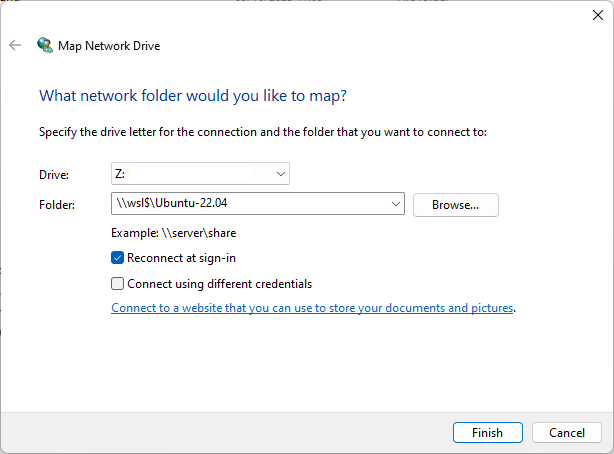 Map Network Drive
What network folder would you like to map?
Specify the drive letter for the connection and the folder that you want to connect to:
Drive: Z:
Folder: \\wsl$\Ubuntu-22.04 Browse...
Example: \\server\share
Reconnect at sign-in
Connect using different credentials
Connect to a website that you can use to store your documents and pictures.
Finish Cancel